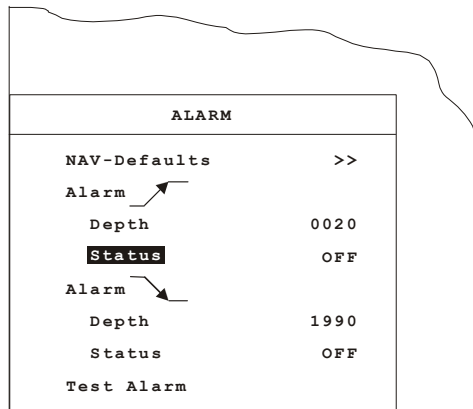 ALARM
NAV-Defaults >>
Alarm
Depth 0020
Status OFF
Alarm
Depth 1990
Status OFF
Test Alarm